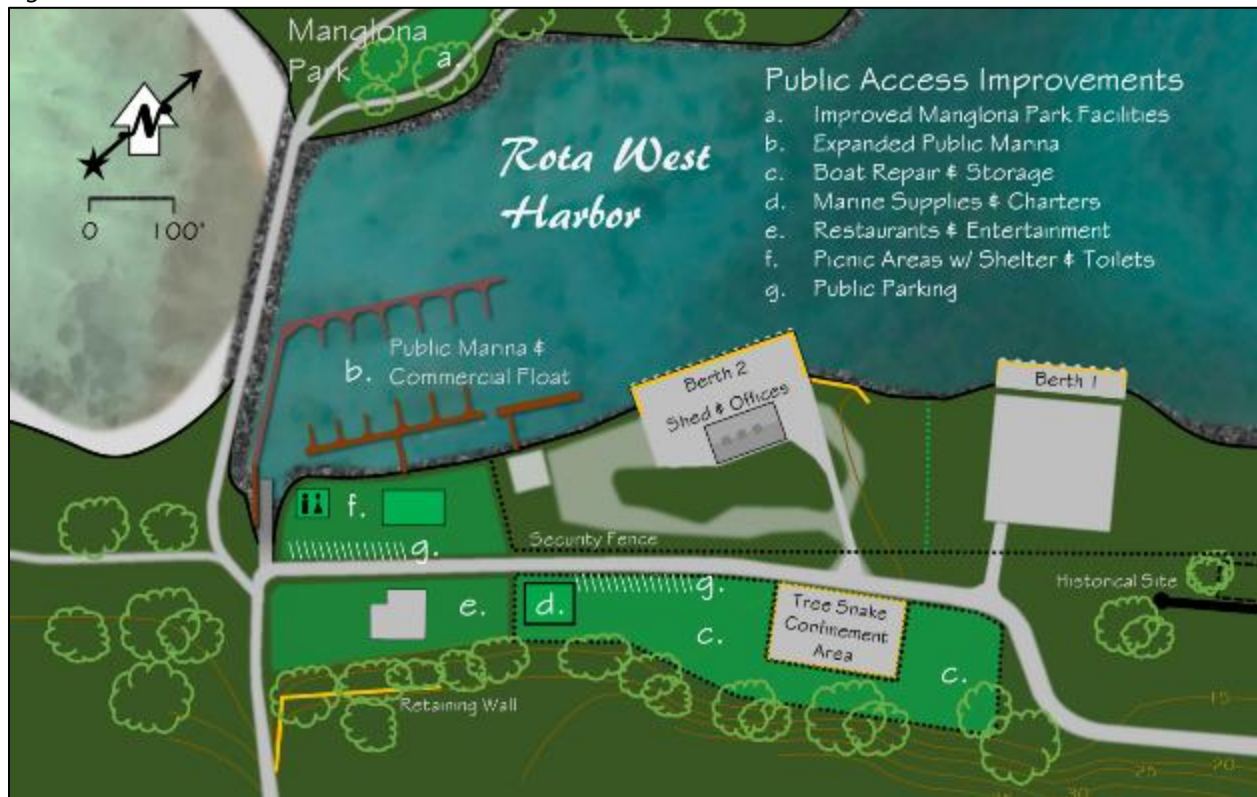 Manglona
Park
a.
N
0 100'
Rota West
Harbor
Public Access Improvements
a. Improved Manglona Park Facilities
b. Expanded Public Marina
c. Boat Repair & Storage
d. Marine Supplies & Charters
e. Restaurants & Entertainment
f. Picnic Areas w/ Shelter & Toilets
g. Public Parking
b. Public Marina &
Commercial Float
Berth 2
Shed & Offices
Berth 1
f.
g.
Security Fence
Historical Site
e.
d.
g.
c.
Tree Snake
Confinement
Area
c.
Retaining Wall
15
20
25
30